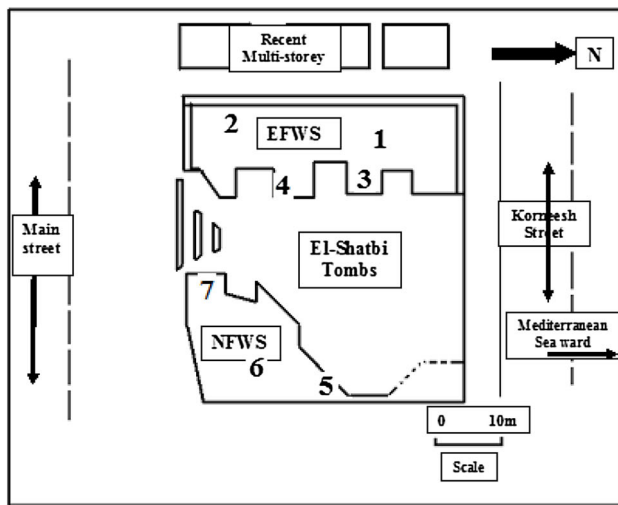 Recent
Multi-storey
N
2
EFWS
1
4
3
Main
street
El-Shatbi
Tombs
Korneesh
Street
7
NFWS
6
5
Mediterranean
Sea ward
0 10m
Scale